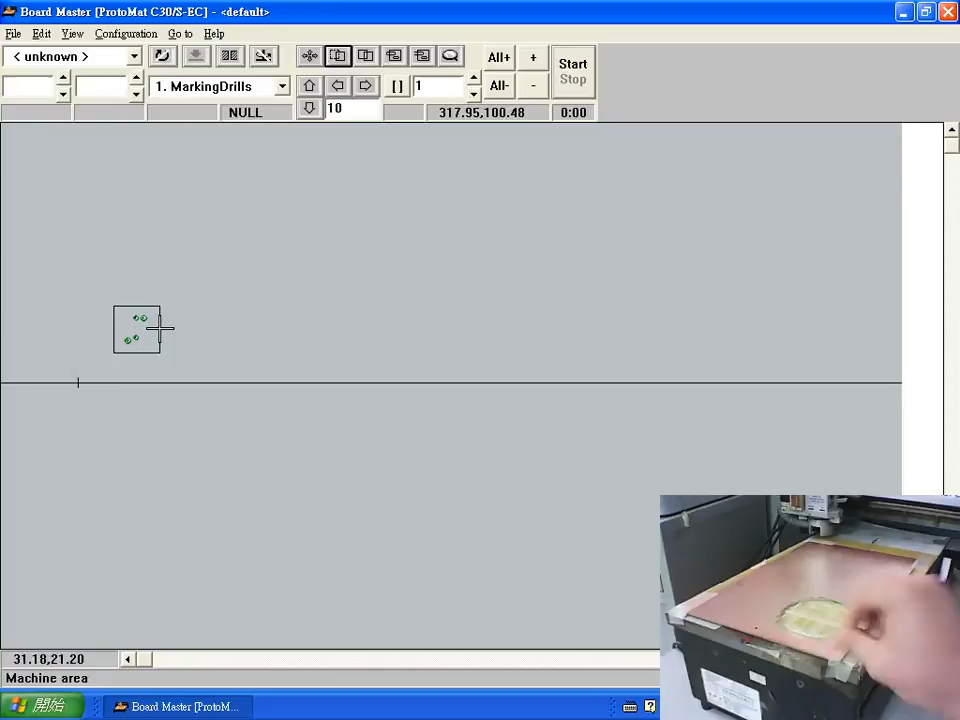 Board Master [ProtoMat C30/S-EC] - <default>
File Edit View Configuration Go to Help
< unknown > All+ + Start
Stop
1. MarkingDrills [ ] 1 All- -
NULL 10 317.95,100.48 0:00
31.18,21.20
Machine area
開始 Board Master [ProtoM...